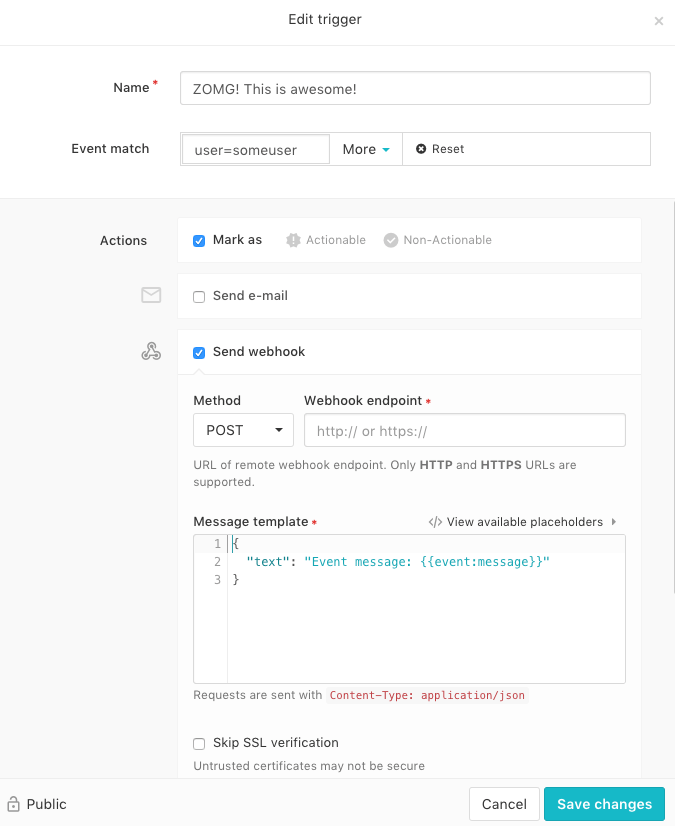 Edit trigger ×
Name * ZOMG! This is awesome!
Event match user=someuser More Reset
Actions Mark as Actionable Non-Actionable
Send e-mail
Send webhook
Method Webhook endpoint *
POST http:// or https://
URL of remote webhook endpoint. Only HTTP and HTTPS URLs are
supported.
Message template * </> View available placeholders
1 {
2 "text": "Event message: {{event:message}}"
3 }
Requests are sent with Content-Type: application/json
Skip SSL verification
Untrusted certificates may not be secure
Public Cancel Save changes